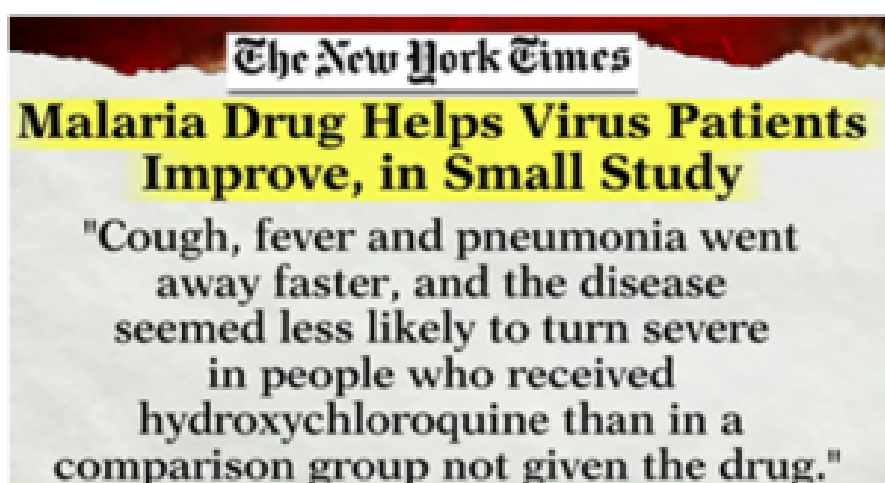 The New York Times
Malaria Drug Helps Virus Patients
Improve, in Small Study
"Cough, fever and pneumonia went
away faster, and the disease
seemed less likely to turn severe
in people who received
hydroxychloroquine than in a
comparison group not given the drug."